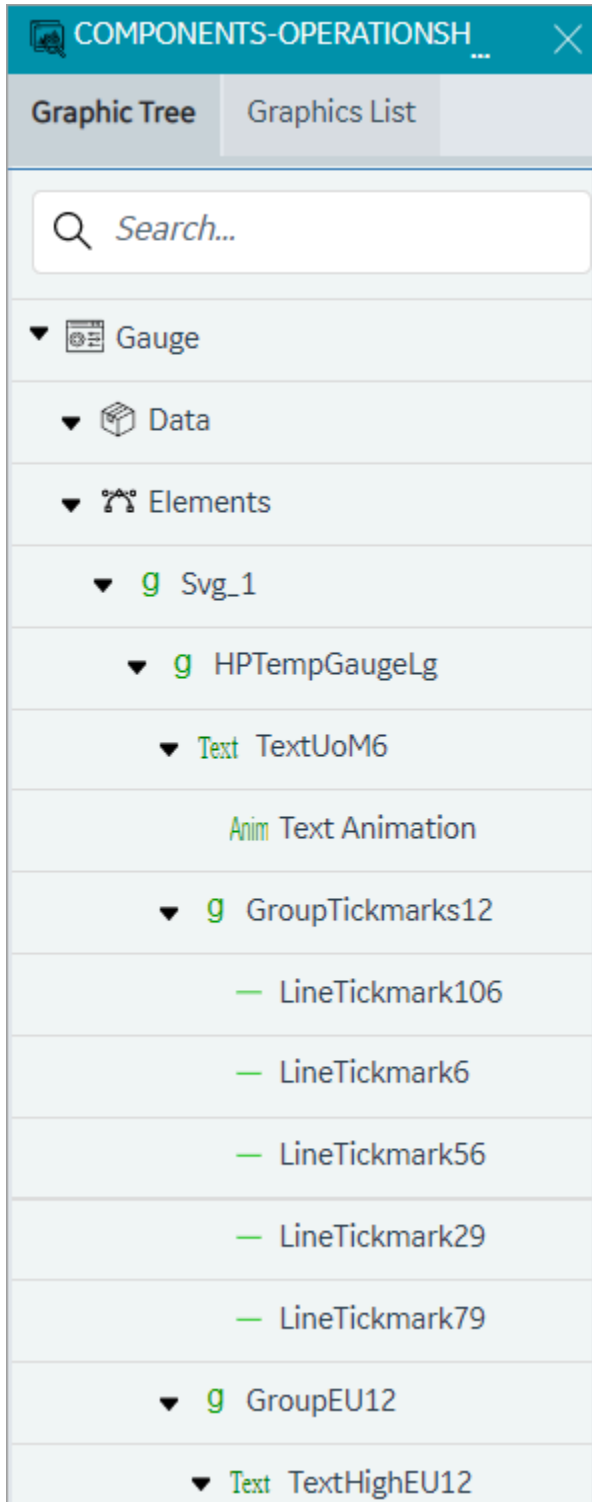 COMPONENTS-OPERATIONSH...
Graphic Tree Graphics List
Search...
Gauge
Data
Elements
g Svg_1
g HPTempGaugeLg
Text TextUoM6
Anim Text Animation
g GroupTickmarks12
LineTickmark106
LineTickmark6
LineTickmark56
LineTickmark29
LineTickmark79
g GroupEU12
Text TextHighEU12